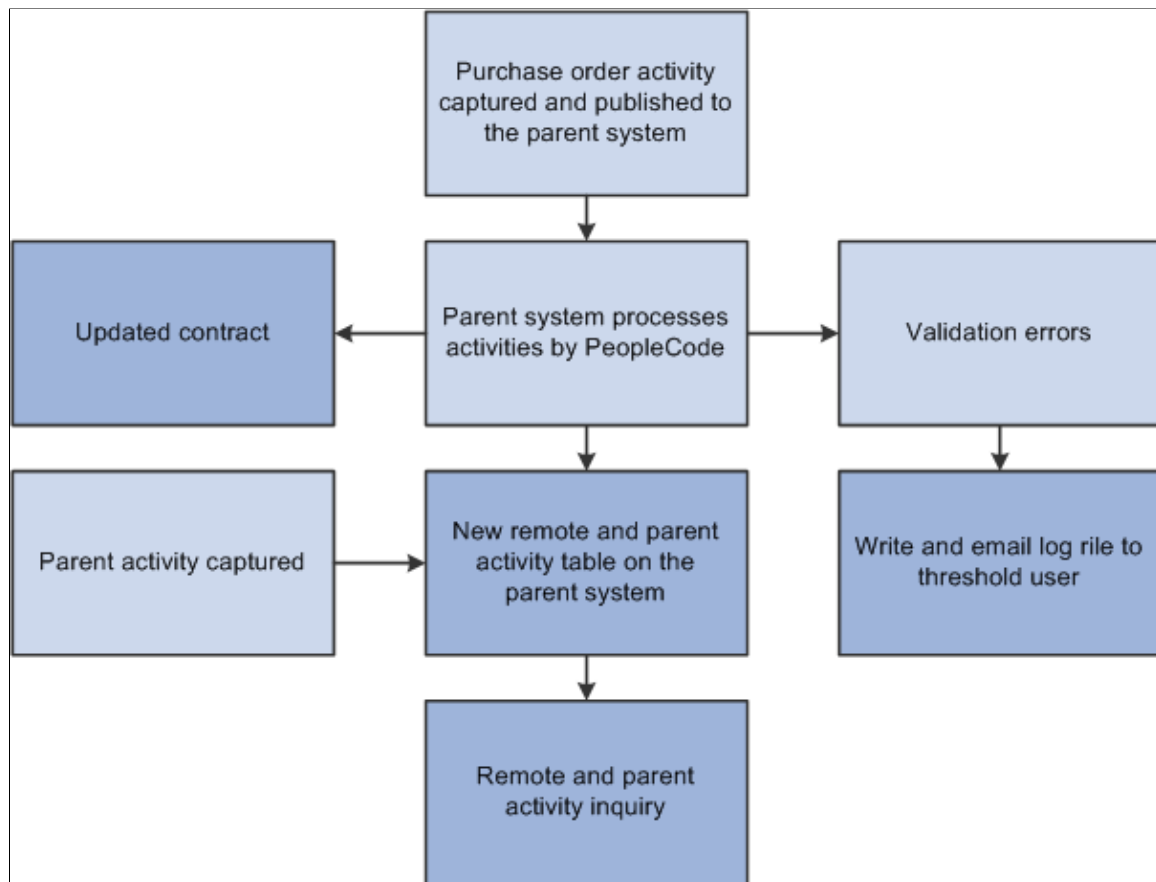 Purchase order activity
captured and published to
the parent system
Updated contract
Parent system processes
activities by PeopleCode
Validation errors
Parent activity captured
New remote and parent
activity table on the
parent system
Write and email log rile to
threshold user
Remote and parent
activity inquiry